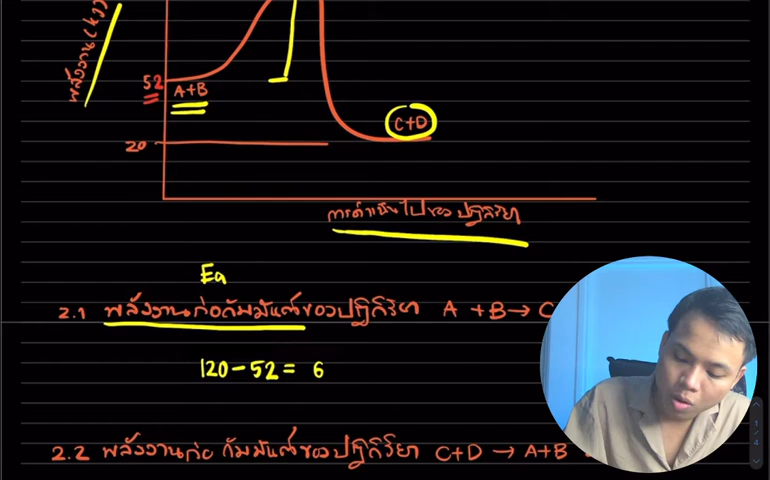 พลังงาน(kJ)
52
A+B
C+D
20
การดำเนินไปของปฏิกิริยา
Ea
2.1 พลังงานก่อกัมมันต์ของปฏิกิริยา A + B → C
120 - 52 = 6
2.2 พลังงานก่อกัมมันต์ของปฏิกิริยา C+D → A+B
1
/
4